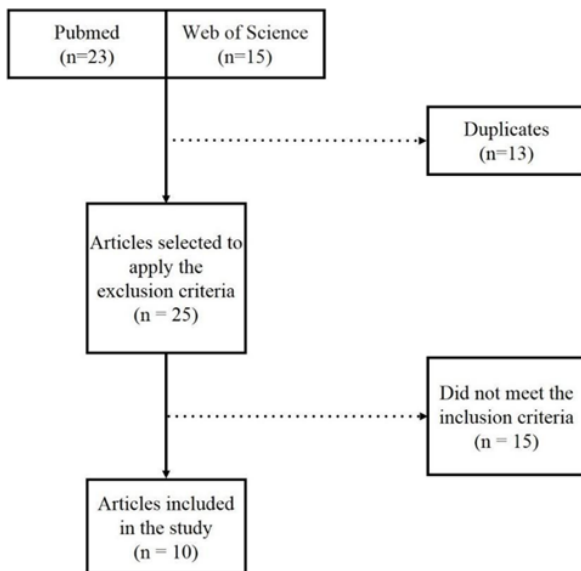 Pubmed
(n=23)
Web of Science
(n=15)
Duplicates
(n=13)
Articles selected to
apply the
exclusion criteria
(n = 25)
Did not meet the
inclusion criteria
(n = 15)
Articles included
in the study
(n = 10)